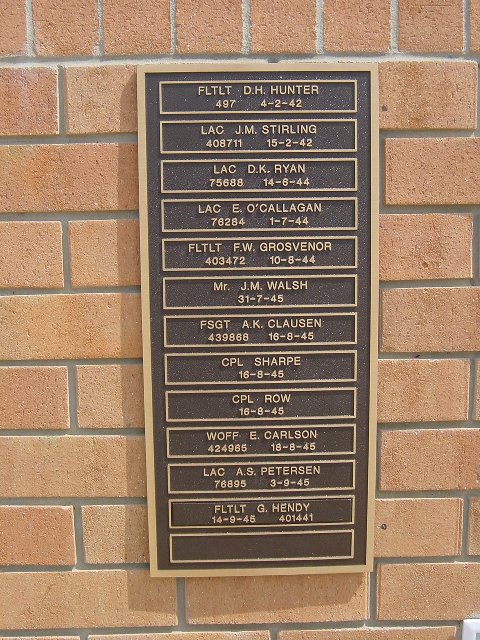 FLTLT D.H. HUNTER
497 4-2-42
LAC J.M. STIRLING
408711 15-2-42
LAC D.K. RYAN
75688 14-6-44
LAC E. O'CALLAGAN
76284 1-7-44
FLTLT F.W. GROSVENOR
403472 10-8-44
Mr. J.M. WALSH
31-7-45
FSGT A.K. CLAUSEN
439868 16-8-45
CPL SHARPE
16-8-45
CPL ROW
16-8-45
WOFF E. CARLSON
424985 18-8-45
LAC A.S. PETERSEN
76895 3-9-45
FLTLT G. HENDY
14-9-45 401441